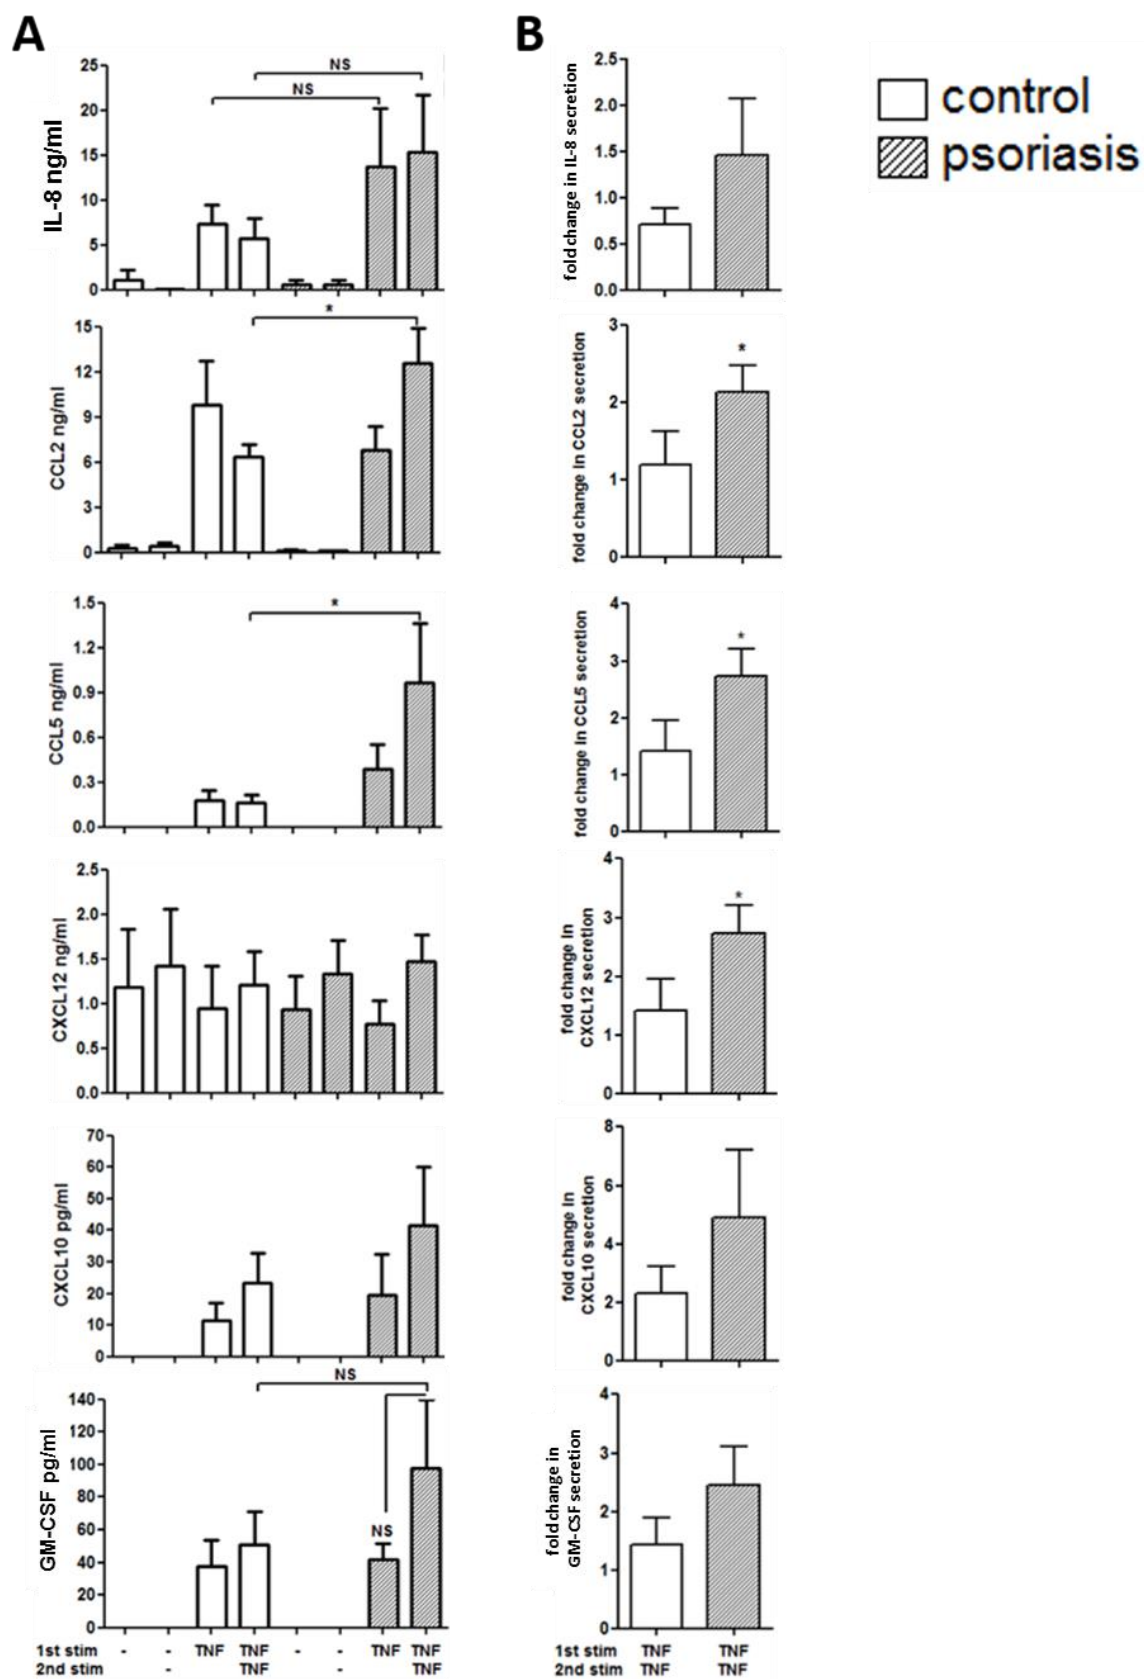 A
B
control
psoriasis
IL-8 ng/ml
25
20
15
10
5
0
NS
NS
fold change in IL-8 secretion
2.5
2.0
1.5
1.0
0.5
0.0
CCL2 ng/ml
15
12
9
6
3
0
*
fold change in CCL2 secretion
3
2
1
0
*
CCL5 ng/ml
1.5
1.2
0.9
0.6
0.3
0.0
*
fold change in CCL5 secretion
4
3
2
1
0
*
CXCL12 ng/ml
2.5
2.0
1.5
1.0
0.5
0.0
fold change in
CXCL12 secretion
4
3
2
1
0
*
CXCL10 pg/ml
70
60
50
40
30
20
10
0
fold change in
CXCL10 secretion
8
6
4
2
0
GM-CSF pg/ml
140
120
100
80
60
40
20
0
NS
NS
fold change in
GM-CSF secretion
4
3
2
1
0
1st stim - - TNF TNF - - TNF TNF
2nd stim - TNF - TNF
1st stim TNF TNF
2nd stim TNF TNF